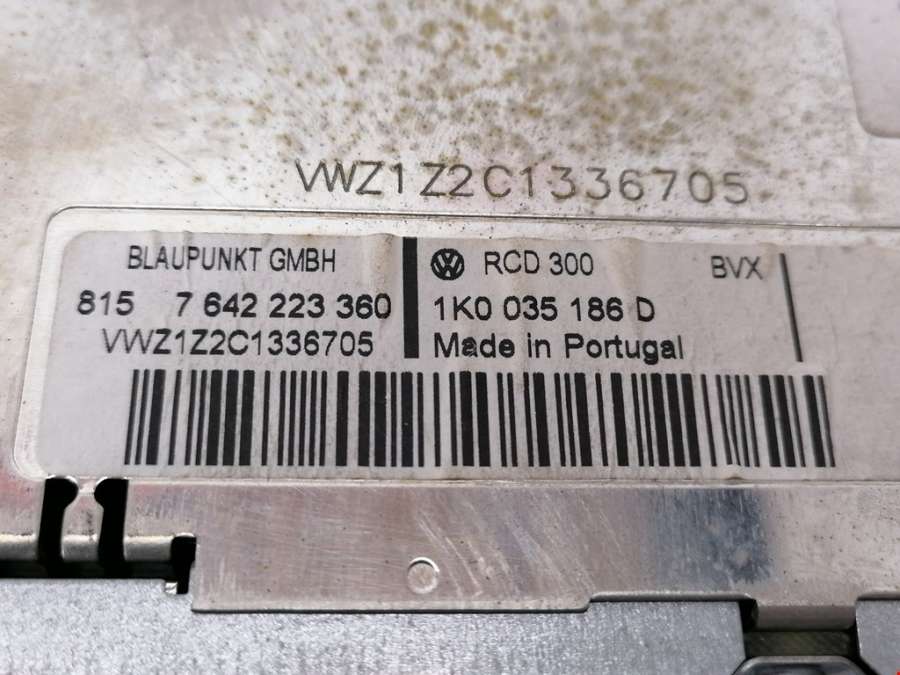 VWZ1Z2C1336705
BLAUPUNKT GMBH
815 7 642 223 360
VWZ1Z2C1336705
RCD 300 BVX
1K0 035 186 D
Made in Portugal